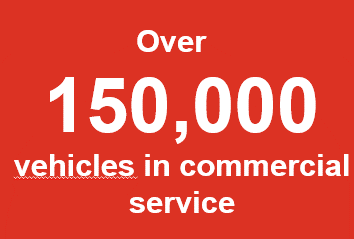 Over
150,000
vehicles in commercial
service